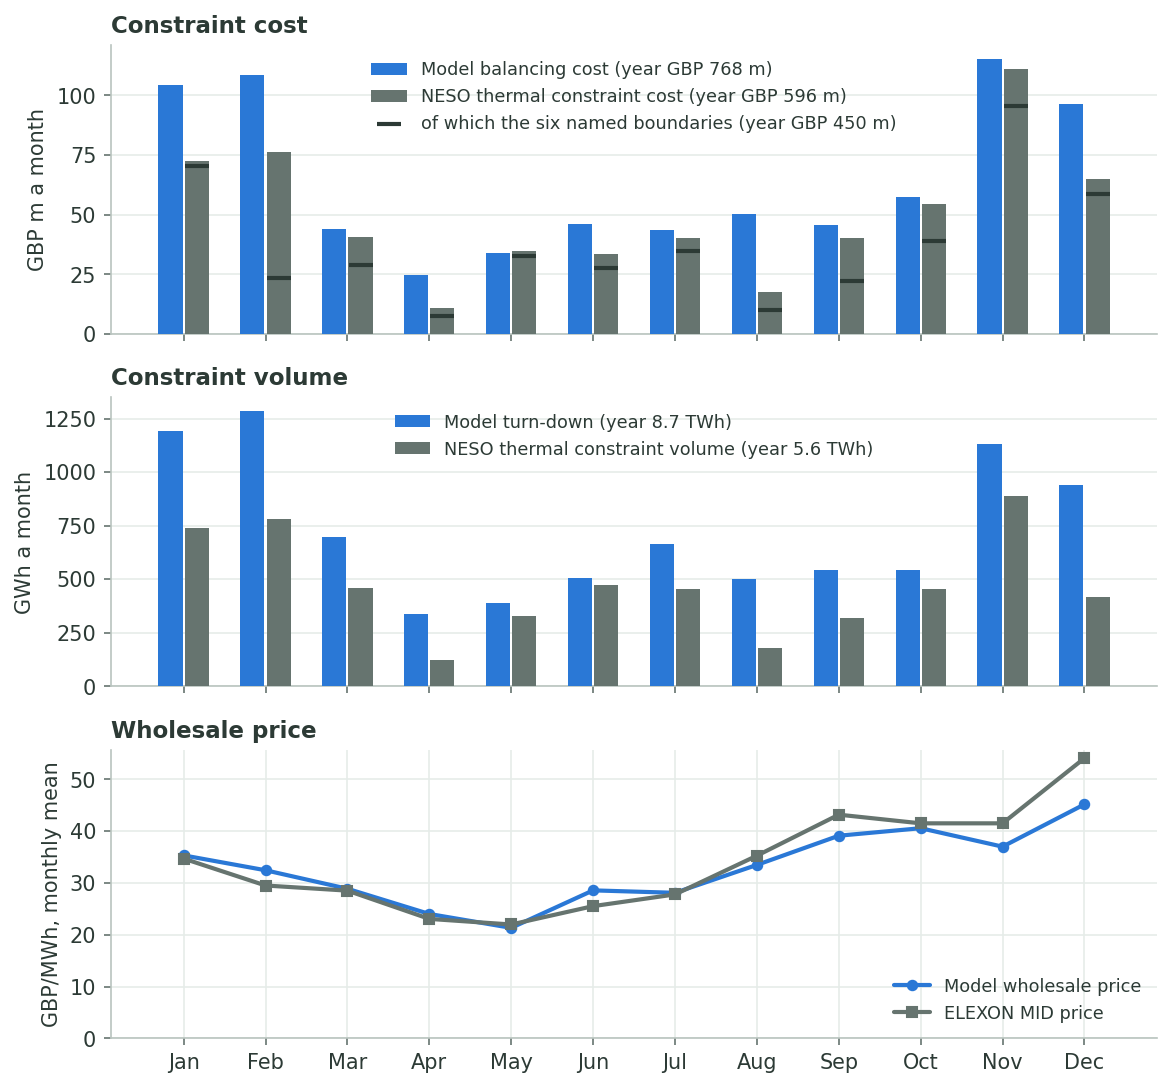 Constraint cost
GBP m a month
100
75
50
25
0
Model balancing cost (year GBP 768 m)
NESO thermal constraint cost (year GBP 596 m)
of which the six named boundaries (year GBP 450 m)
Constraint volume
GWh a month
1250
1000
750
500
250
0
Model turn-down (year 8.7 TWh)
NESO thermal constraint volume (year 5.6 TWh)
Wholesale price
GBP/MWh, monthly mean
50
40
30
20
10
0
Model wholesale price
ELEXON MID price
Jan Feb Mar Apr May Jun Jul Aug Sep Oct Nov Dec